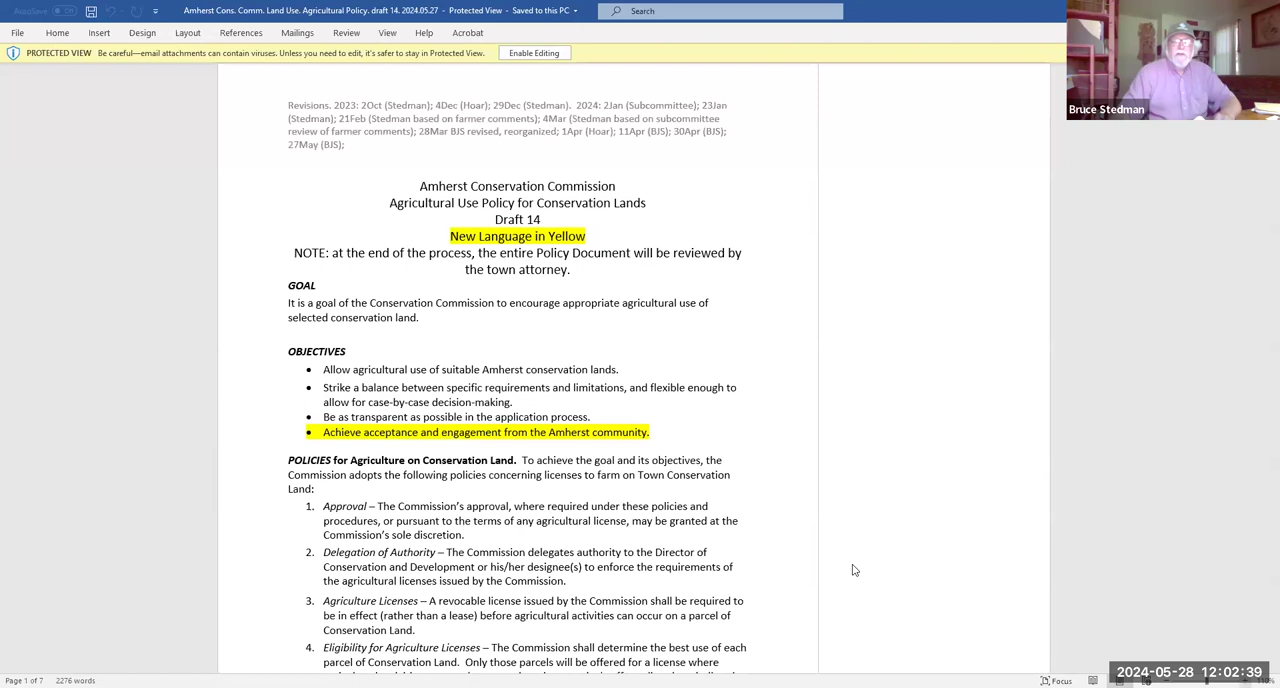 AutoSave Off
Amherst Cons. Comm. Land Use. Agricultural Policy. draft 14. 2024.05.27 - Protected View - Saved to this PC
Search
File Home Insert Design Layout References Mailings Review View Help Acrobat
PROTECTED VIEW Be careful—email attachments can contain viruses. Unless you need to edit, it's safer to stay in Protected View. Enable Editing
Bruce Stedman
Revisions. 2023: 2Oct (Stedman); 4Dec (Hoar); 29Dec (Stedman). 2024: 2Jan (Subcommittee); 23Jan
(Stedman); 21Feb (Stedman based on farmer comments); 4Mar (Stedman based on subcommittee
review of farmer comments); 28Mar BJS revised, reorganized; 1Apr (Hoar); 11Apr (BJS); 30Apr (BJS);
27May (BJS);
Amherst Conservation Commission
Agricultural Use Policy for Conservation Lands
Draft 14
New Language in Yellow
NOTE: at the end of the process, the entire Policy Document will be reviewed by
the town attorney.
GOAL
It is a goal of the Conservation Commission to encourage appropriate agricultural use of
selected conservation land.
OBJECTIVES
• Allow agricultural use of suitable Amherst conservation lands.
• Strike a balance between specific requirements and limitations, and flexible enough to
allow for case-by-case decision-making.
• Be as transparent as possible in the application process.
• Achieve acceptance and engagement from the Amherst community.
POLICIES for Agriculture on Conservation Land. To achieve the goal and its objectives, the
Commission adopts the following policies concerning licenses to farm on Town Conservation
Land:
1. Approval – The Commission's approval, where required under these policies and
procedures, or pursuant to the terms of any agricultural license, may be granted at the
Commission's sole discretion.
2. Delegation of Authority – The Commission delegates authority to the Director of
Conservation and Development or his/her designee(s) to enforce the requirements of
the agricultural licenses issued by the Commission.
3. Agriculture Licenses – A revocable license issued by the Commission shall be required to
be in effect (rather than a lease) before agricultural activities can occur on a parcel of
Conservation Land.
4. Eligibility for Agriculture Licenses – The Commission shall determine the best use of each
parcel of Conservation Land. Only those parcels will be offered for a license where
Page 1 of 7 2276 words
Focus
2024-05-28 12:02:39